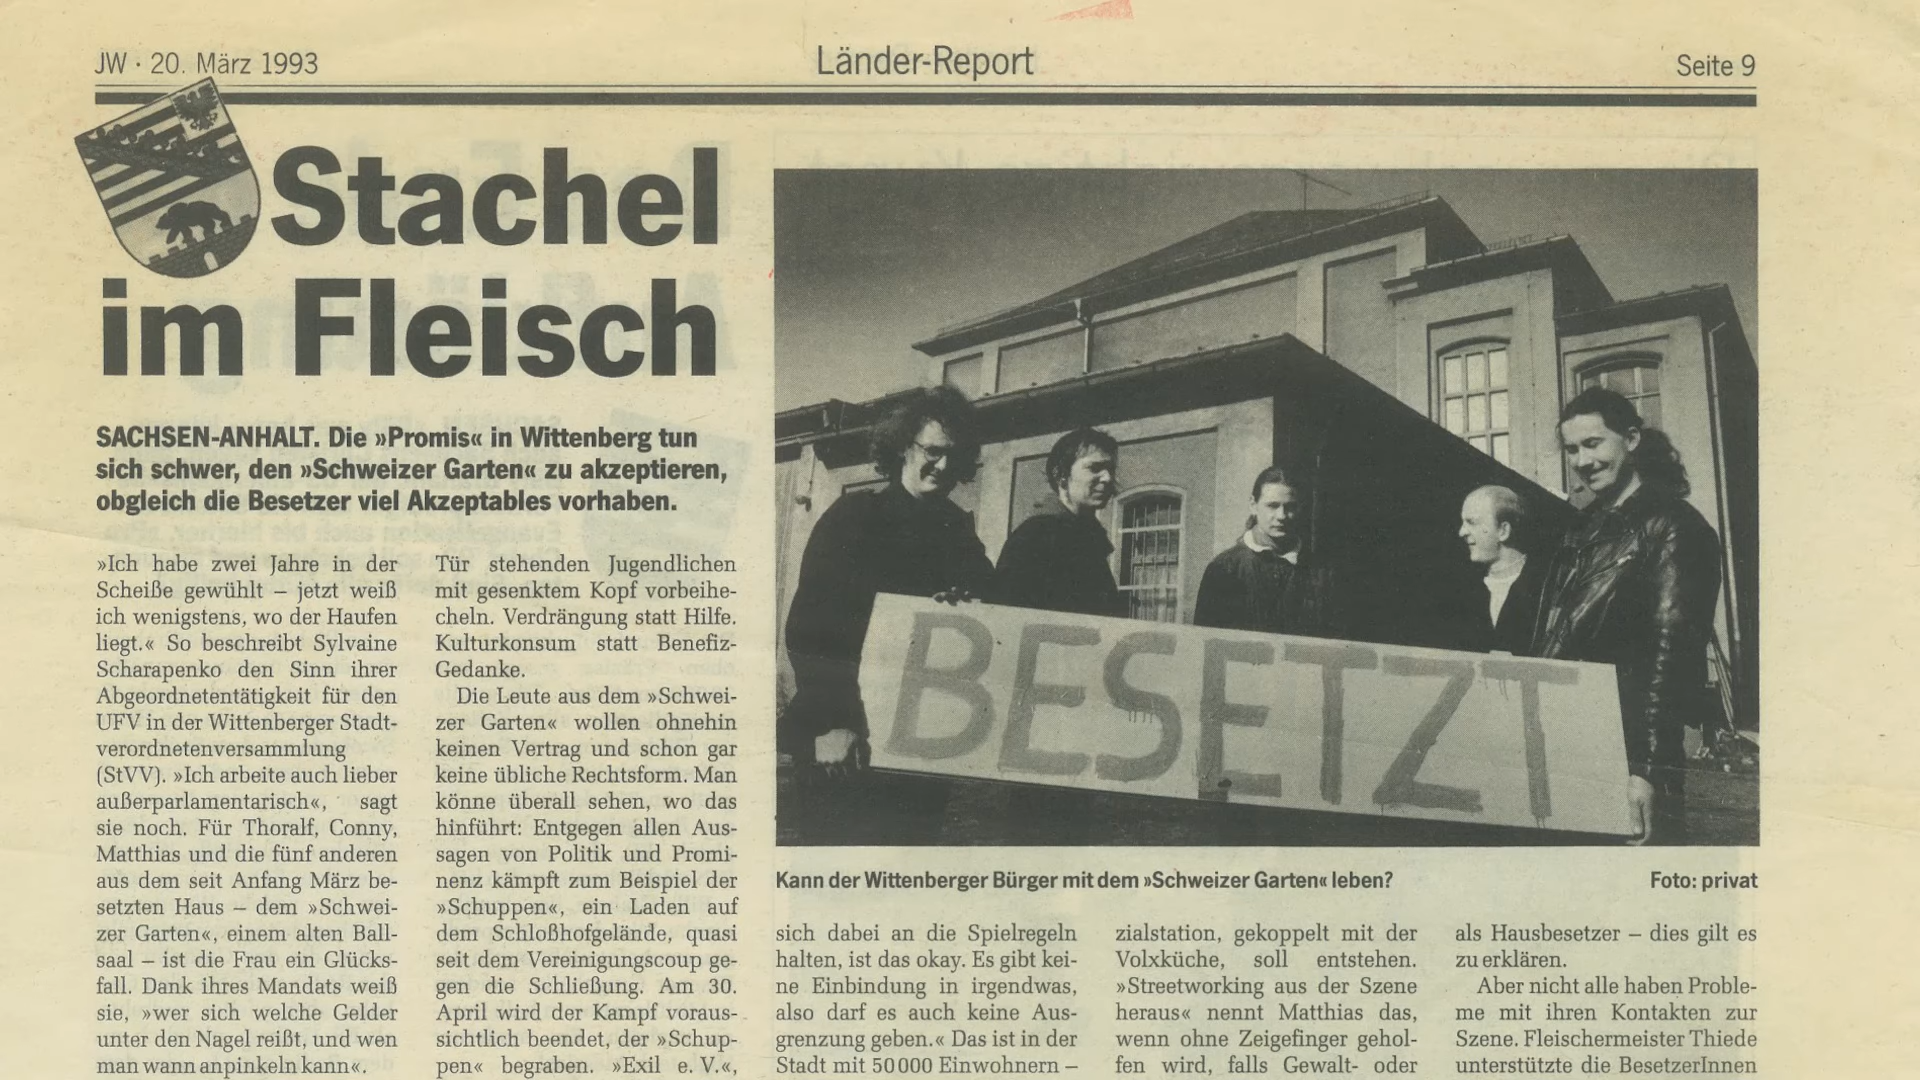 JW · 20. März 1993
Länder-Report
Seite 9
Stachel
im Fleisch
SACHSEN-ANHALT. Die »Promis« in Wittenberg tun
sich schwer, den »Schweizer Garten« zu akzeptieren,
obgleich die Besetzer viel Akzeptables vorhaben.
»Ich habe zwei Jahre in der
Scheiße gewühlt – jetzt weiß
ich wenigstens, wo der Haufen
liegt.« So beschreibt Sylvaine
Scharapenko den Sinn ihrer
Abgeordnetentätigkeit für den
UFV in der Wittenberger Stadt-
verordnetenversammlung
(StVV). »Ich arbeite auch lieber
außerparlamentarisch«, sagt
sie noch. Für Thoralf, Conny,
Matthias und die fünf anderen
aus dem seit Anfang März be-
setzten Haus – dem »Schwei-
zer Garten«, einem alten Ball-
saal – ist die Frau ein Glücks-
fall. Dank ihres Mandats weiß
sie, »wer sich welche Gelder
unter den Nagel reißt, und wen
man wann anpinkeln kann«.
Tür stehenden Jugendlichen
mit gesenktem Kopf vorbeihe-
cheln. Verdrängung statt Hilfe.
Kulturkonsum statt Benefiz-
Gedanke.
Die Leute aus dem »Schwei-
zer Garten« wollen ohnehin
keinen Vertrag und schon gar
keine übliche Rechtsform. Man
könne überall sehen, wo das
hinführt: Entgegen allen Aus-
sagen von Politik und Promi-
nenz kämpft zum Beispiel der
»Schuppen«, ein Laden auf
dem Schloßhofgelände, quasi
seit dem Vereinigungscoup ge-
gen die Schließung. Am 30.
April wird der Kampf voraus-
sichtlich beendet, der »Schup-
pen« begraben. »Exil e. V.«,
BESETZT
Kann der Wittenberger Bürger mit dem »Schweizer Garten« leben?
Foto: privat
sich dabei an die Spielregeln
halten, ist das okay. Es gibt kei-
ne Einbindung in irgendwas,
also darf es auch keine Aus-
grenzung geben.« Das ist in der
Stadt mit 50 000 Einwohnern –
zialstation, gekoppelt mit der
Volxküche, soll entstehen.
»Streetworking aus der Szene
heraus« nennt Matthias das,
wenn ohne Zeigefinger gehol-
fen wird, falls Gewalt- oder
als Hausbesetzer – dies gilt es
zu erklären.
Aber nicht alle haben Proble-
me mit ihren Kontakten zur
Szene. Fleischermeister Thiede
unterstützte die BesetzerInnen